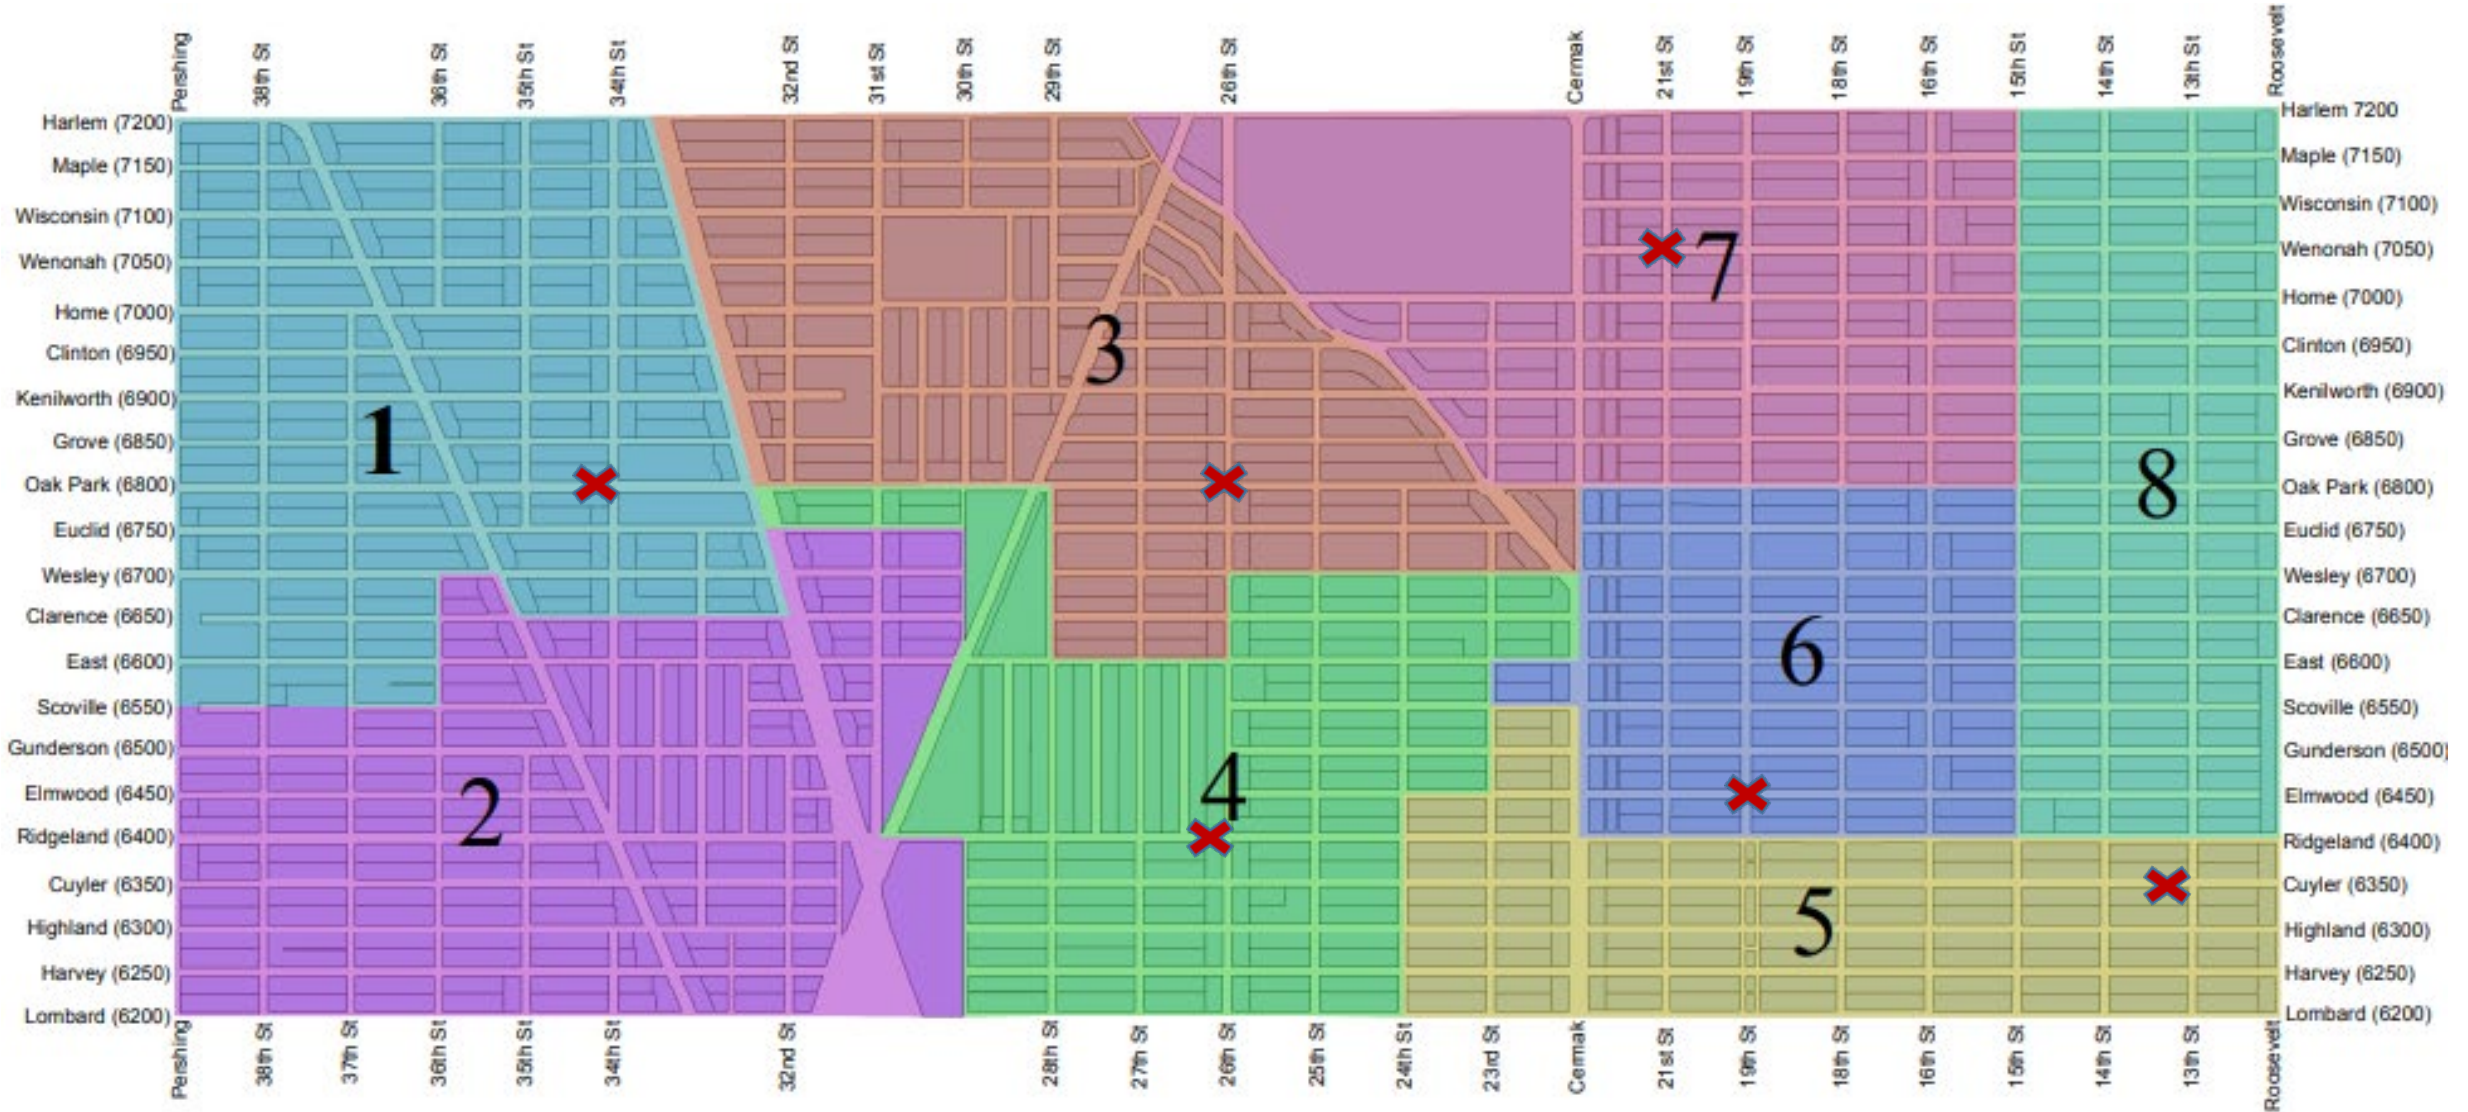 Pershing
38th St
36th St
35th St
34th St
32nd St
31st St
30th St
29th St
26th St
Cermak
21st St
19th St
18th St
16th St
15th St
14th St
13th St
Roosevelt
Harlem (7200)
Maple (7150)
Wisconsin (7100)
Wenonah (7050)
Home (7000)
Clinton (6950)
Kenilworth (6900)
Grove (6850)
Oak Park (6800)
Euclid (6750)
Wesley (6700)
Clarence (6650)
East (6600)
Scoville (6550)
Gunderson (6500)
Elmwood (6450)
Ridgeland (6400)
Cuyler (6350)
Highland (6300)
Harvey (6250)
Lombard (6200)
1
2
3
4
5
6
7
8
Harlem 7200
Maple (7150)
Wisconsin (7100)
Wenonah (7050)
Home (7000)
Clinton (6950)
Kenilworth (6900)
Grove (6850)
Oak Park (6800)
Euclid (6750)
Wesley (6700)
Clarence (6650)
East (6600)
Scoville (6550)
Gunderson (6500)
Elmwood (6450)
Ridgeland (6400)
Cuyler (6350)
Highland (6300)
Harvey (6250)
Lombard (6200)
Pershing
38th St
37th St
36th St
35th St
34th St
32nd St
28th St
27th St
26th St
25th St
24th St
23rd St
Cermak
21st St
19th St
18th St
16th St
15th St
14th St
13th St
Roosevelt